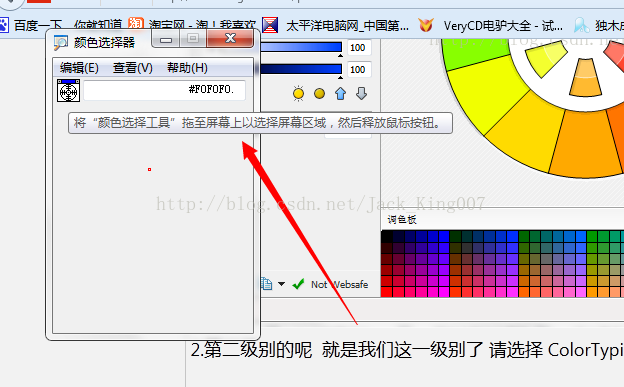 百度一下，你就知道 淘宝网 - 淘！我喜欢 太平洋电脑网_中国第... VeryCD电驴大全 - 试... 独木成
颜色选择器
编辑(E) 查看(V) 帮助(H)
100
#F0F0F0.
100
将“颜色选择工具”拖至屏幕上以选择屏幕区域，然后释放鼠标按钮。
http://blog.csdn.net/Jack_King007
调色板
Not Websafe
2.第二级别的呢 就是我们这一级别了 请选择 ColorTypi